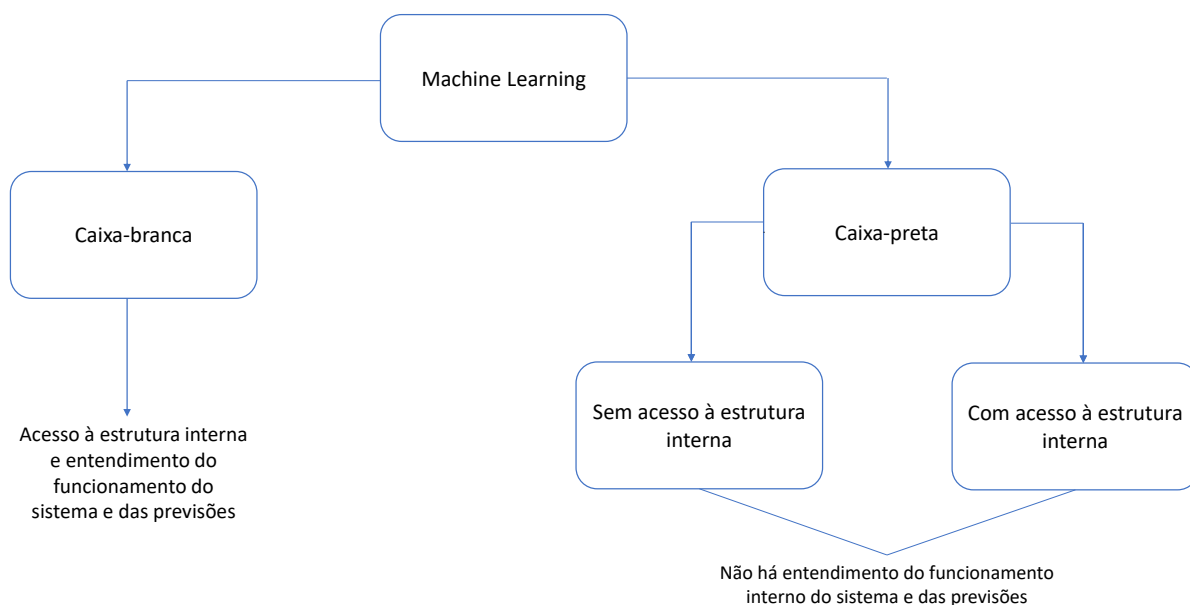 Machine Learning
Caixa-branca
Caixa-preta
Sem acesso à estrutura
interna
Com acesso à estrutura
interna
Acesso à estrutura interna
e entendimento do
funcionamento do
sistema e das previsões
Não há entendimento do funcionamento
interno do sistema e das previsões